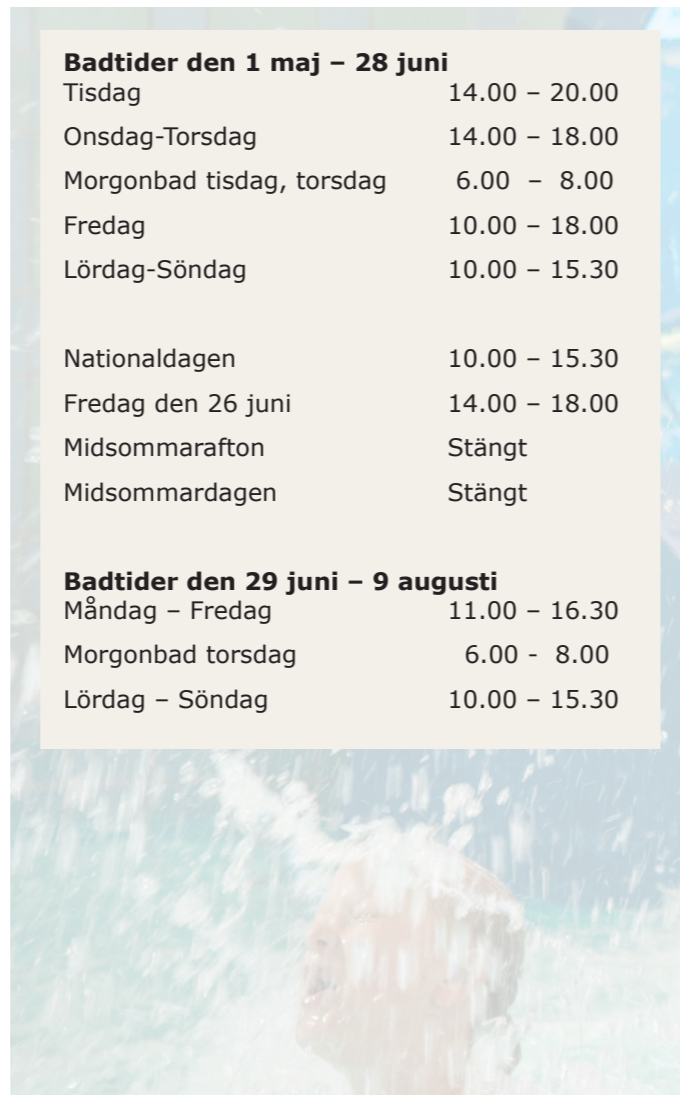 Badtider den 1 maj – 28 juni
Tisdag 14.00 – 20.00
Onsdag-Torsdag 14.00 – 18.00
Morgonbad tisdag, torsdag 6.00 – 8.00
Fredag 10.00 – 18.00
Lördag-Söndag 10.00 – 15.30
Nationaldagen 10.00 – 15.30
Fredag den 26 juni 14.00 – 18.00
Midsommarafton Stängt
Midsommardagen Stängt
Badtider den 29 juni – 9 augusti
Måndag – Fredag 11.00 – 16.30
Morgonbad torsdag 6.00 - 8.00
Lördag – Söndag 10.00 – 15.30